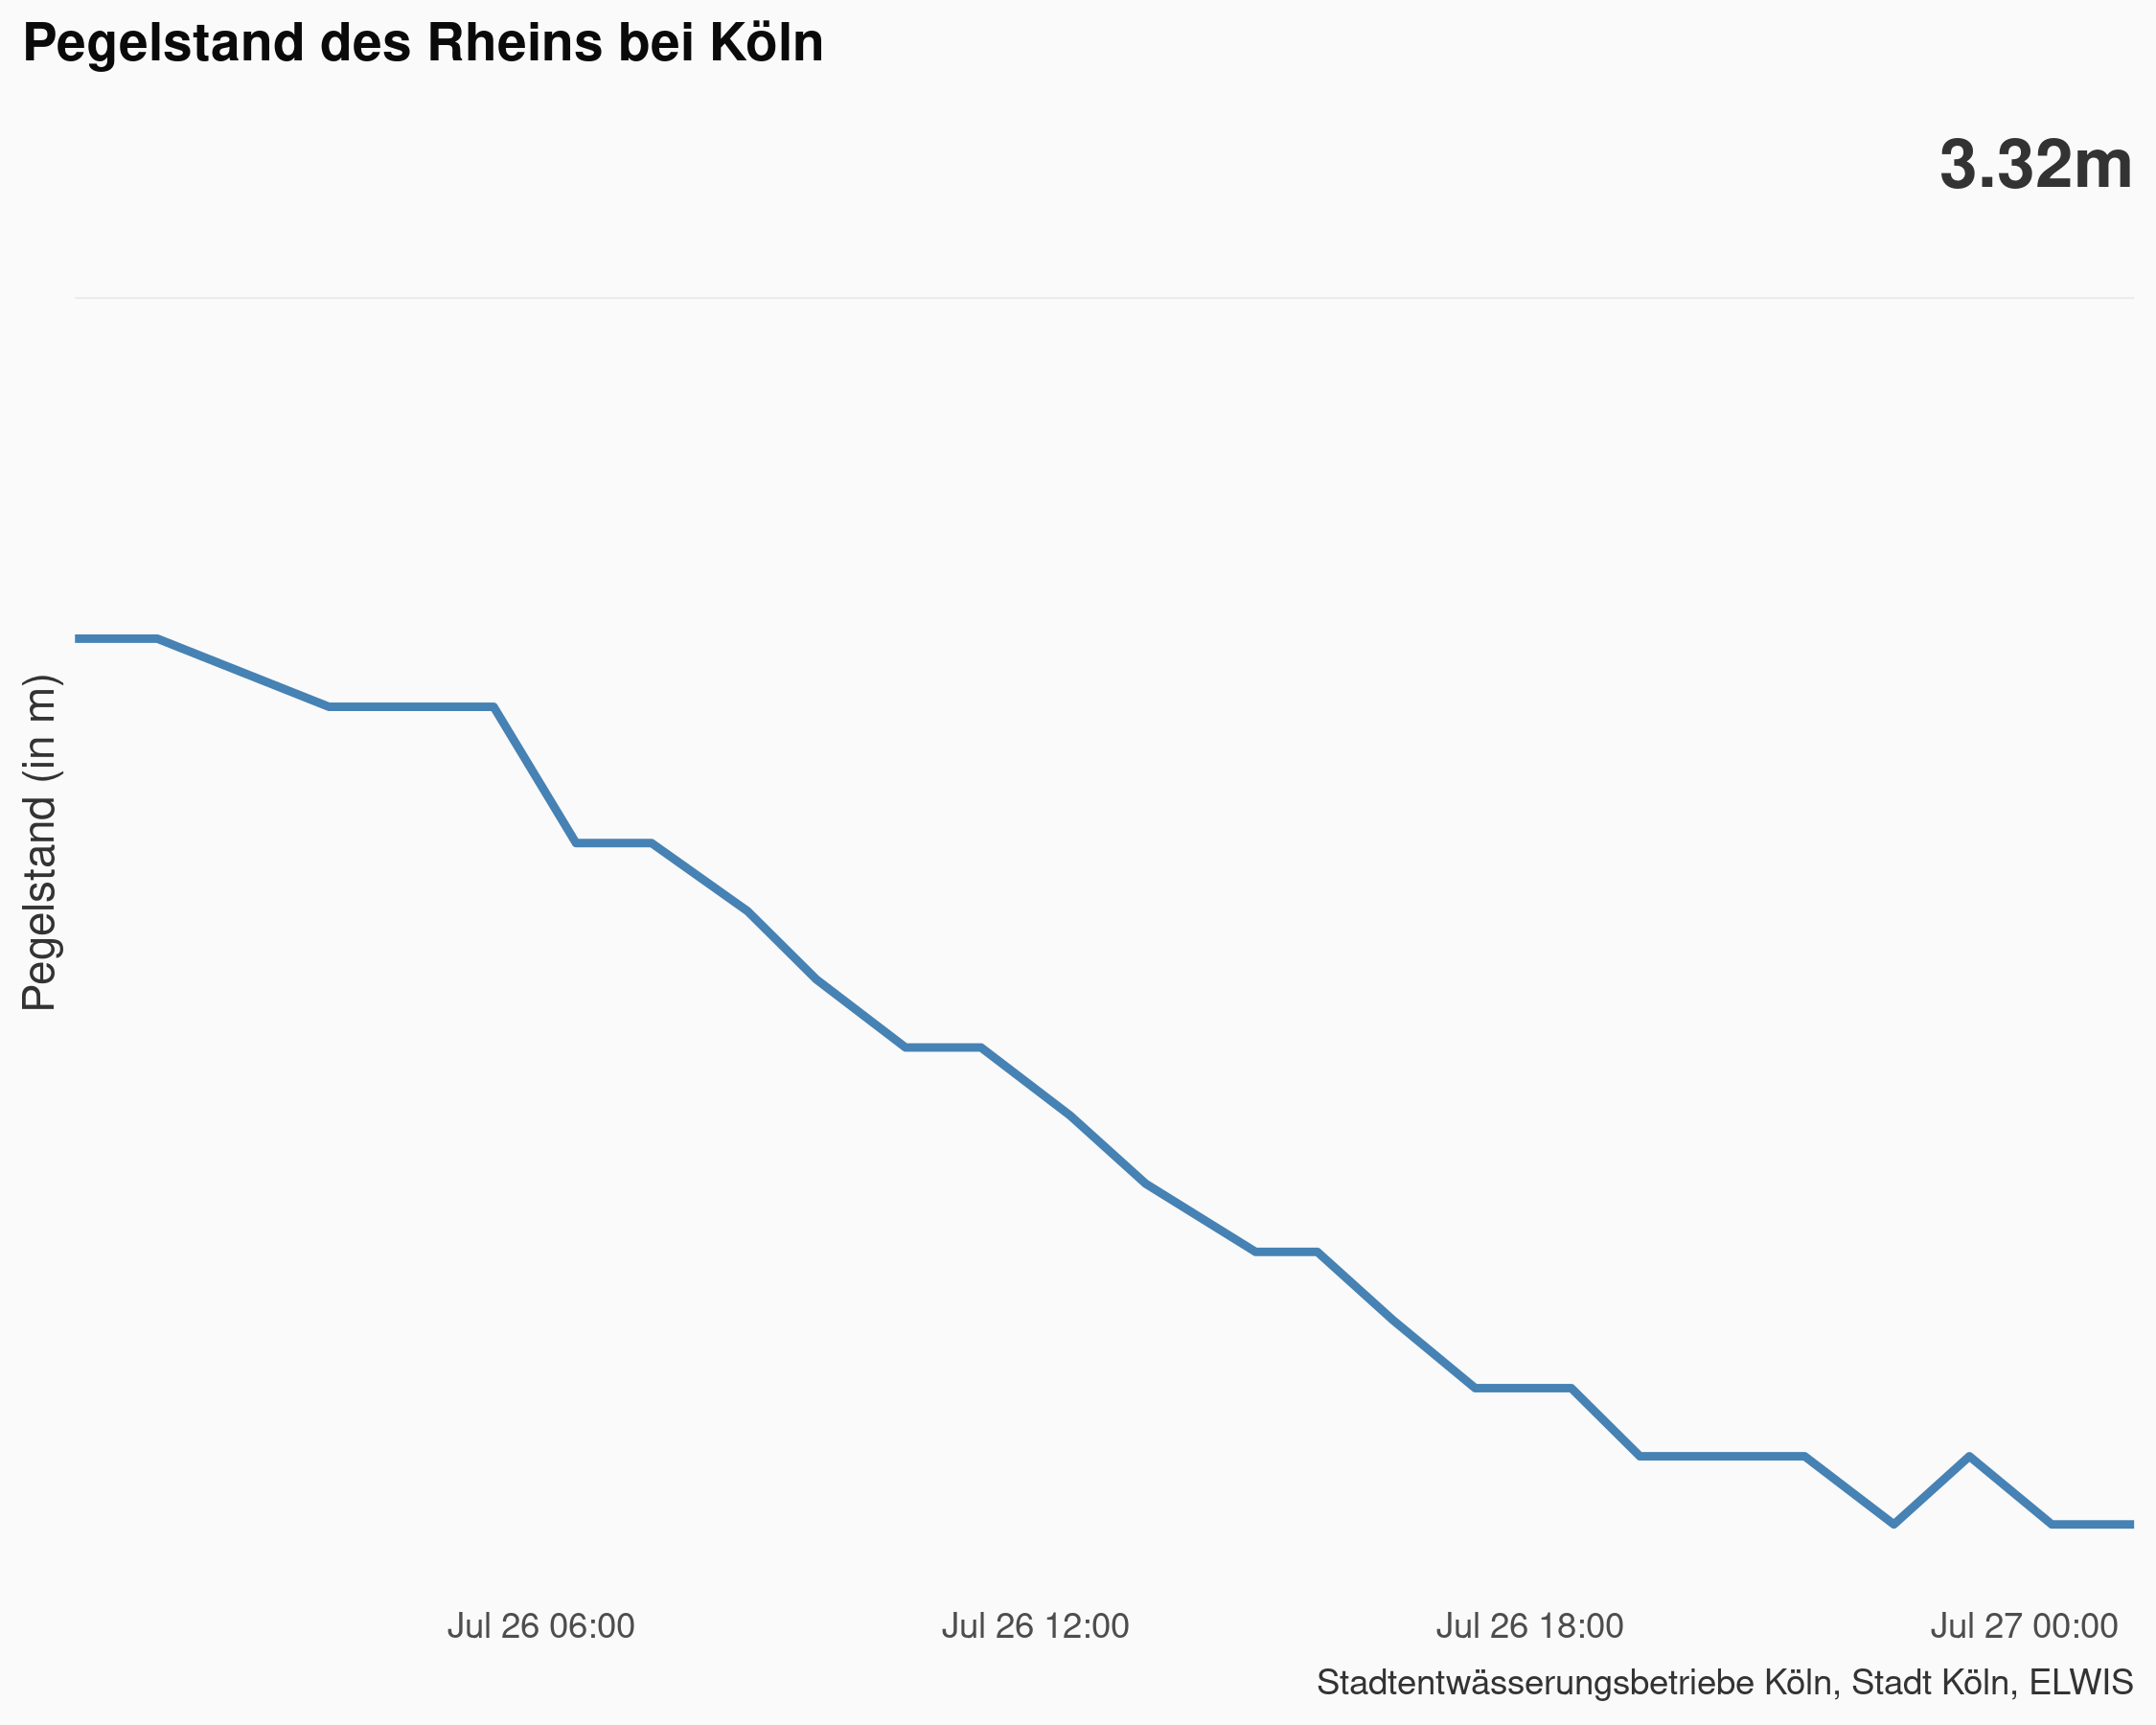 Pegelstand des Rheins bei Köln
3.32m
Pegelstand (in m)
Jul 26 06:00
Jul 26 12:00
Jul 26 18:00
Jul 27 00:00
Stadtentwässerungsbetriebe Köln, Stadt Köln, ELWIS